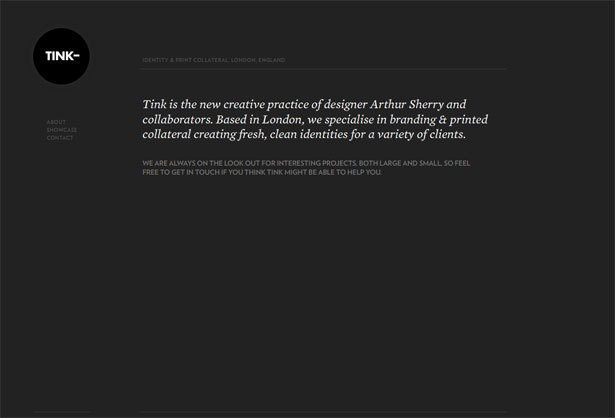 TINK–
IDENTITY & PRINT COLLATERAL. LONDON, ENGLAND
ABOUT
SHOWCASE
CONTACT
Tink is the new creative practice of designer Arthur Sherry and
collaborators. Based in London, we specialise in branding & printed
collateral creating fresh, clean identities for a variety of clients.
WE ARE ALWAYS ON THE LOOK OUT FOR INTERESTING PROJECTS, BOTH LARGE AND SMALL, SO FEEL
FREE TO GET IN TOUCH IF YOU THINK TINK MIGHT BE ABLE TO HELP YOU.